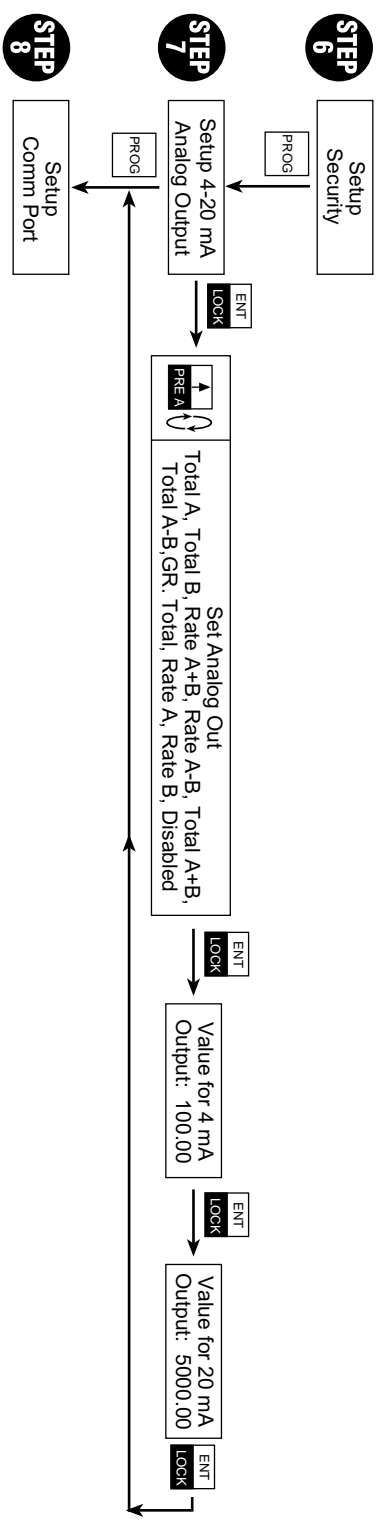 STEP
6
Setup
Security
PROG
STEP
7
Setup 4-20 mA
Analog Output
ENT
LOCK
PRE A
Set Analog Out
Total A, Total B, Rate A+B, Rate A-B, Total A+B,
Total A-B,GR. Total, Rate A, Rate B, Disabled
ENT
LOCK
Value for 4 mA
Output: 100.00
ENT
LOCK
Value for 20 mA
Output: 5000.00
ENT
LOCK
PROG
STEP
8
Setup
Comm Port